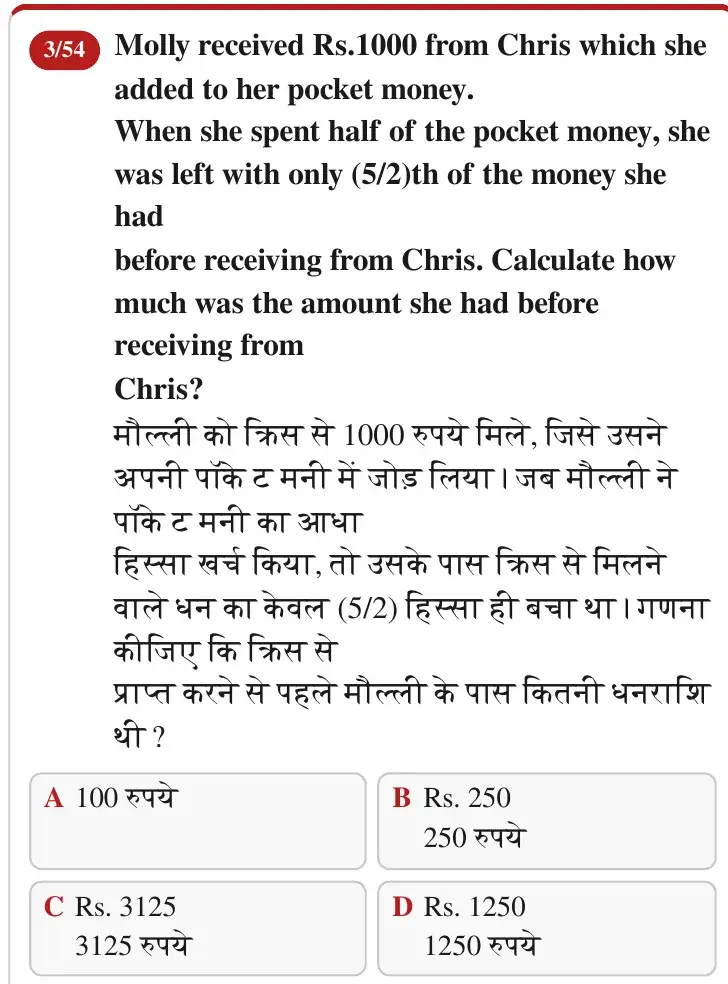 3/54 Molly received Rs.1000 from Chris which she
added to her pocket money.
When she spent half of the pocket money, she
was left with only (5/2)th of the money she
had
before receiving from Chris. Calculate how
much was the amount she had before
receiving from
Chris?
मौल्ली को क्रिस से 1000 रुपये मिले, जिसे उसने
अपनी पॉके ट मनी में जोड़ लिया। जब मौल्ली ने
पॉके ट मनी का आधा
हिस्सा खर्च किया, तो उसके पास क्रिस से मिलने
वाले धन का केवल (5/2) हिस्सा ही बचा था। गणना
कीजिए कि क्रिस से
प्राप्त करने से पहले मौल्ली के पास कितनी धनराशि
थी ?
A 100 रुपये
B Rs. 250
250 रुपये
C Rs. 3125
3125 रुपये
D Rs. 1250
1250 रुपये